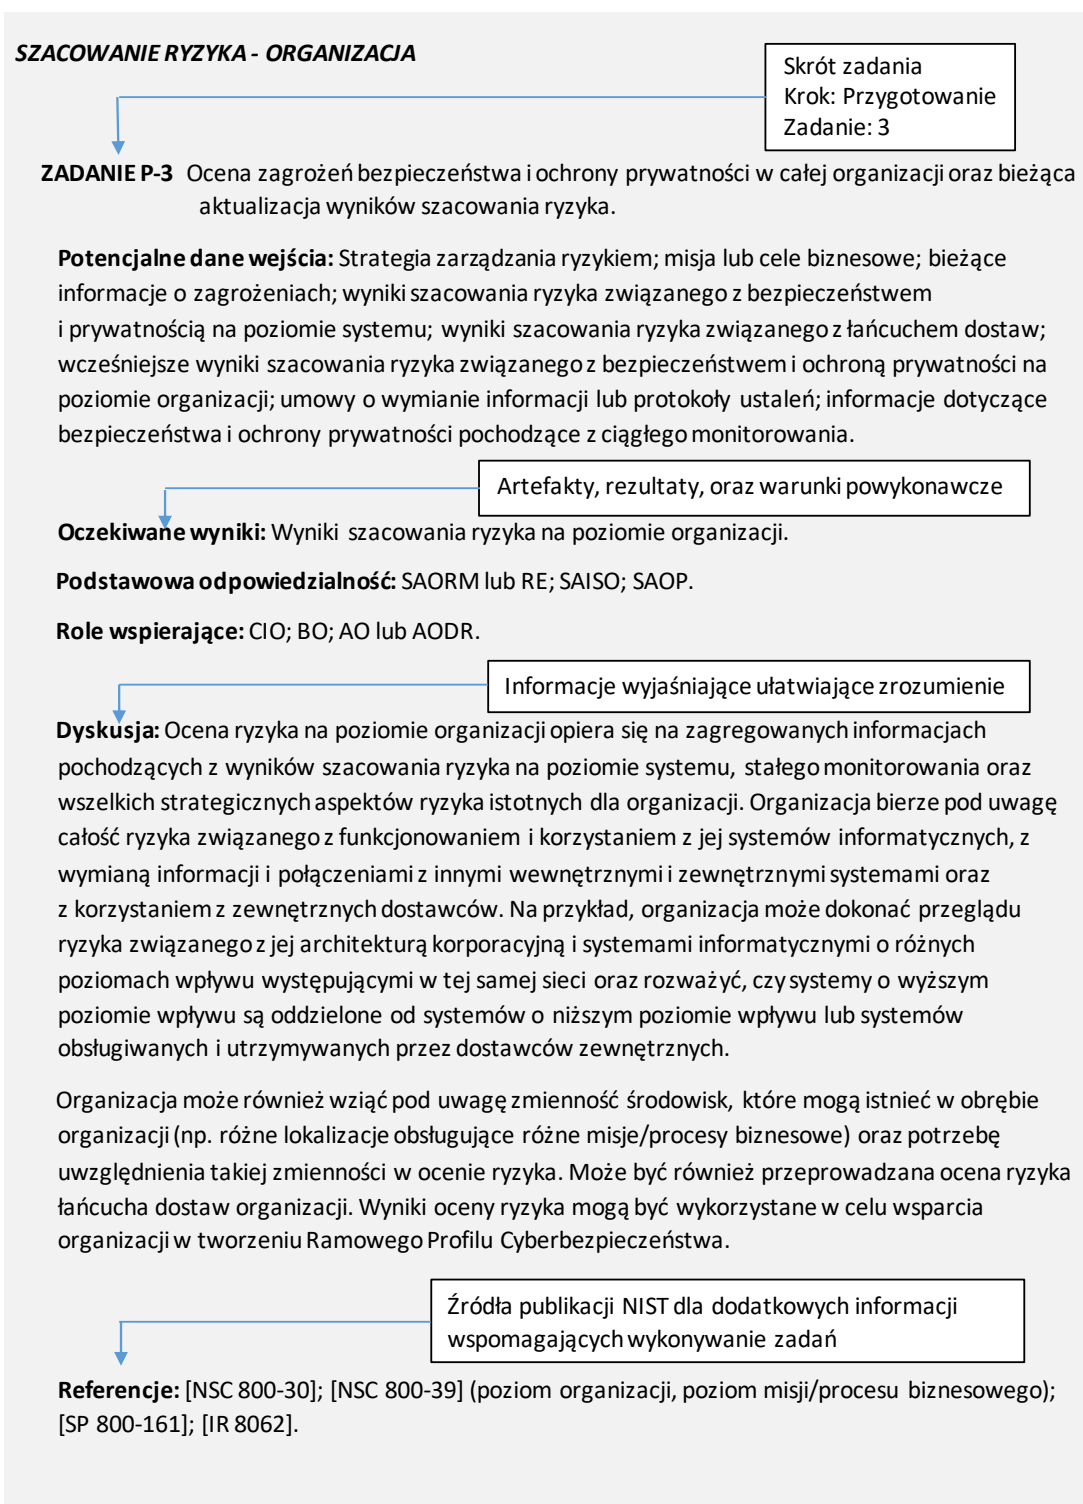 SZACOWANIE RYZYKA - ORGANIZACJA
Skrót zadania
Krok: Przygotowanie
Zadanie: 3
ZADANIE P-3 Ocena zagrożeń bezpieczeństwa i ochrony prywatności w całej organizacji oraz bieżąca
aktualizacja wyników szacowania ryzyka.
Potencjalne dane wejścia: Strategia zarządzania ryzykiem; misja lub cele biznesowe; bieżące
informacje o zagrożeniach; wyniki szacowania ryzyka związanego z bezpieczeństwem
i prywatnością na poziomie systemu; wyniki szacowania ryzyka związanego z łańcuchem dostaw;
wcześniejsze wyniki szacowania ryzyka związanego z bezpieczeństwem i ochroną prywatności na
poziomie organizacji; umowy o wymianie informacji lub protokoły ustaleń; informacje dotyczące
bezpieczeństwa i ochrony prywatności pochodzące z ciągłego monitorowania.
Artefakty, rezultaty, oraz warunki powykonawcze
Oczekiwane wyniki: Wyniki szacowania ryzyka na poziomie organizacji.
Podstawowa odpowiedzialność: SAORM lub RE; SAISO; SAOP.
Role wspierające: CIO; BO; AO lub AODR.
Informacje wyjaśniające ułatwiające zrozumienie
Dyskusja: Ocena ryzyka na poziomie organizacji opiera się na zagregowanych informacjach
pochodzących z wyników szacowania ryzyka na poziomie systemu, stałego monitorowania oraz
wszelkich strategicznych aspektów ryzyka istotnych dla organizacji. Organizacja bierze pod uwagę
całość ryzyka związanego z funkcjonowaniem i korzystaniem z jej systemów informatycznych, z
wymianą informacji i połączeniami z innymi wewnętrznymi i zewnętrznymi systemami oraz
z korzystaniem z zewnętrznych dostawców. Na przykład, organizacja może dokonać przeglądu
ryzyka związanego z jej architekturą korporacyjną i systemami informatycznymi o różnych
poziomach wpływu występującymi w tej samej sieci oraz rozważyć, czy systemy o wyższym
poziomie wpływu są oddzielone od systemów o niższym poziomie wpływu lub systemów
obsługiwanych i utrzymywanych przez dostawców zewnętrznych.
Organizacja może również wziąć pod uwagę zmienność środowisk, które mogą istnieć w obrębie
organizacji (np. różne lokalizacje obsługujące różne misje/procesy biznesowe) oraz potrzebę
uwzględnienia takiej zmienności w ocenie ryzyka. Może być również przeprowadzana ocena ryzyka
łańcucha dostaw organizacji. Wyniki oceny ryzyka mogą być wykorzystane w celu wsparcia
organizacji w tworzeniu Ramowego Profilu Cyberbezpieczeństwa.
Źródła publikacji NIST dla dodatkowych informacji
wspomagających wykonywanie zadań
Referencje: [NSC 800-30]; [NSC 800-39] (poziom organizacji, poziom misji/procesu biznesowego);
[SP 800-161]; [IR 8062].